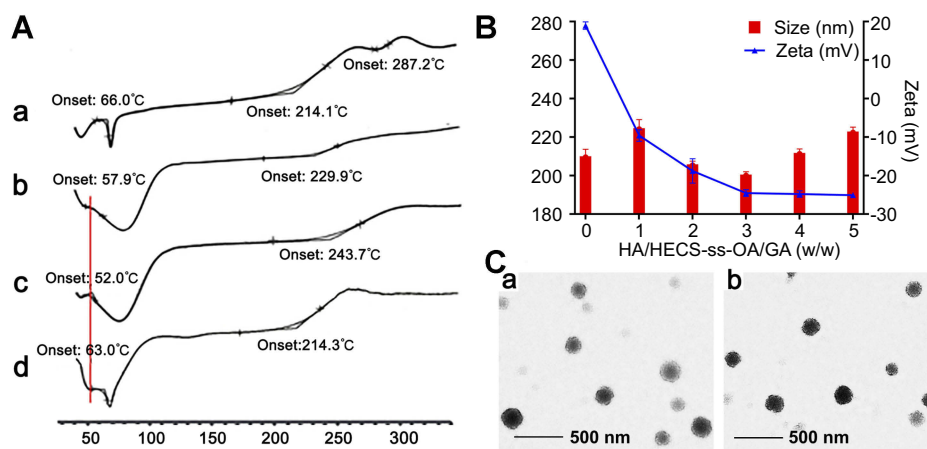 A
Onset: 287.2°C
Onset: 66.0°C
a
Onset: 214.1°C
Onset: 57.9°C
b
Onset: 229.9°C
Onset: 52.0°C
c
Onset: 243.7°C
Onset: 63.0°C
d
Onset:214.3°C
50 100 150 200 250 300
B
Size (nm)
Zeta (mV)
280
260
240
220
200
180
20
10
0
-10
-20
-30
Zeta (mV)
0 1 2 3 4 5
HA/HECS-ss-OA/GA (w/w)
C
a
500 nm
b
500 nm